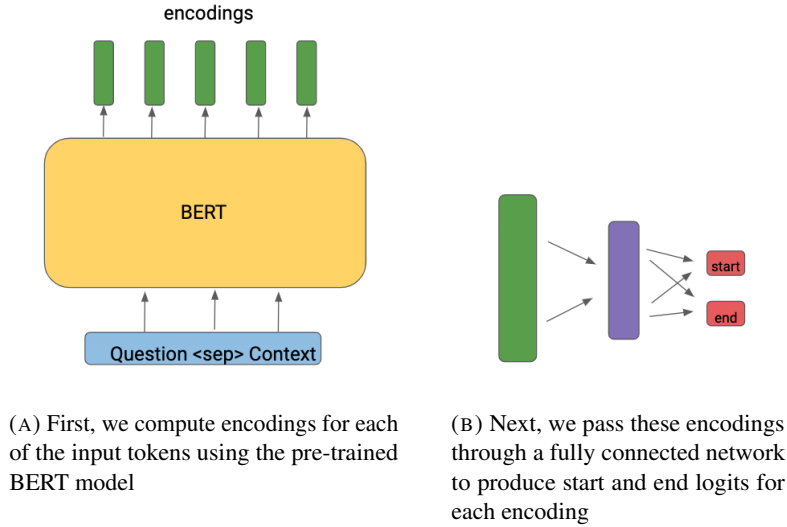 encodings
BERT
Question <sep> Context
start
end
(A) First, we compute encodings for each
of the input tokens using the pre-trained
BERT model
(B) Next, we pass these encodings
through a fully connected network
to produce start and end logits for
each encoding